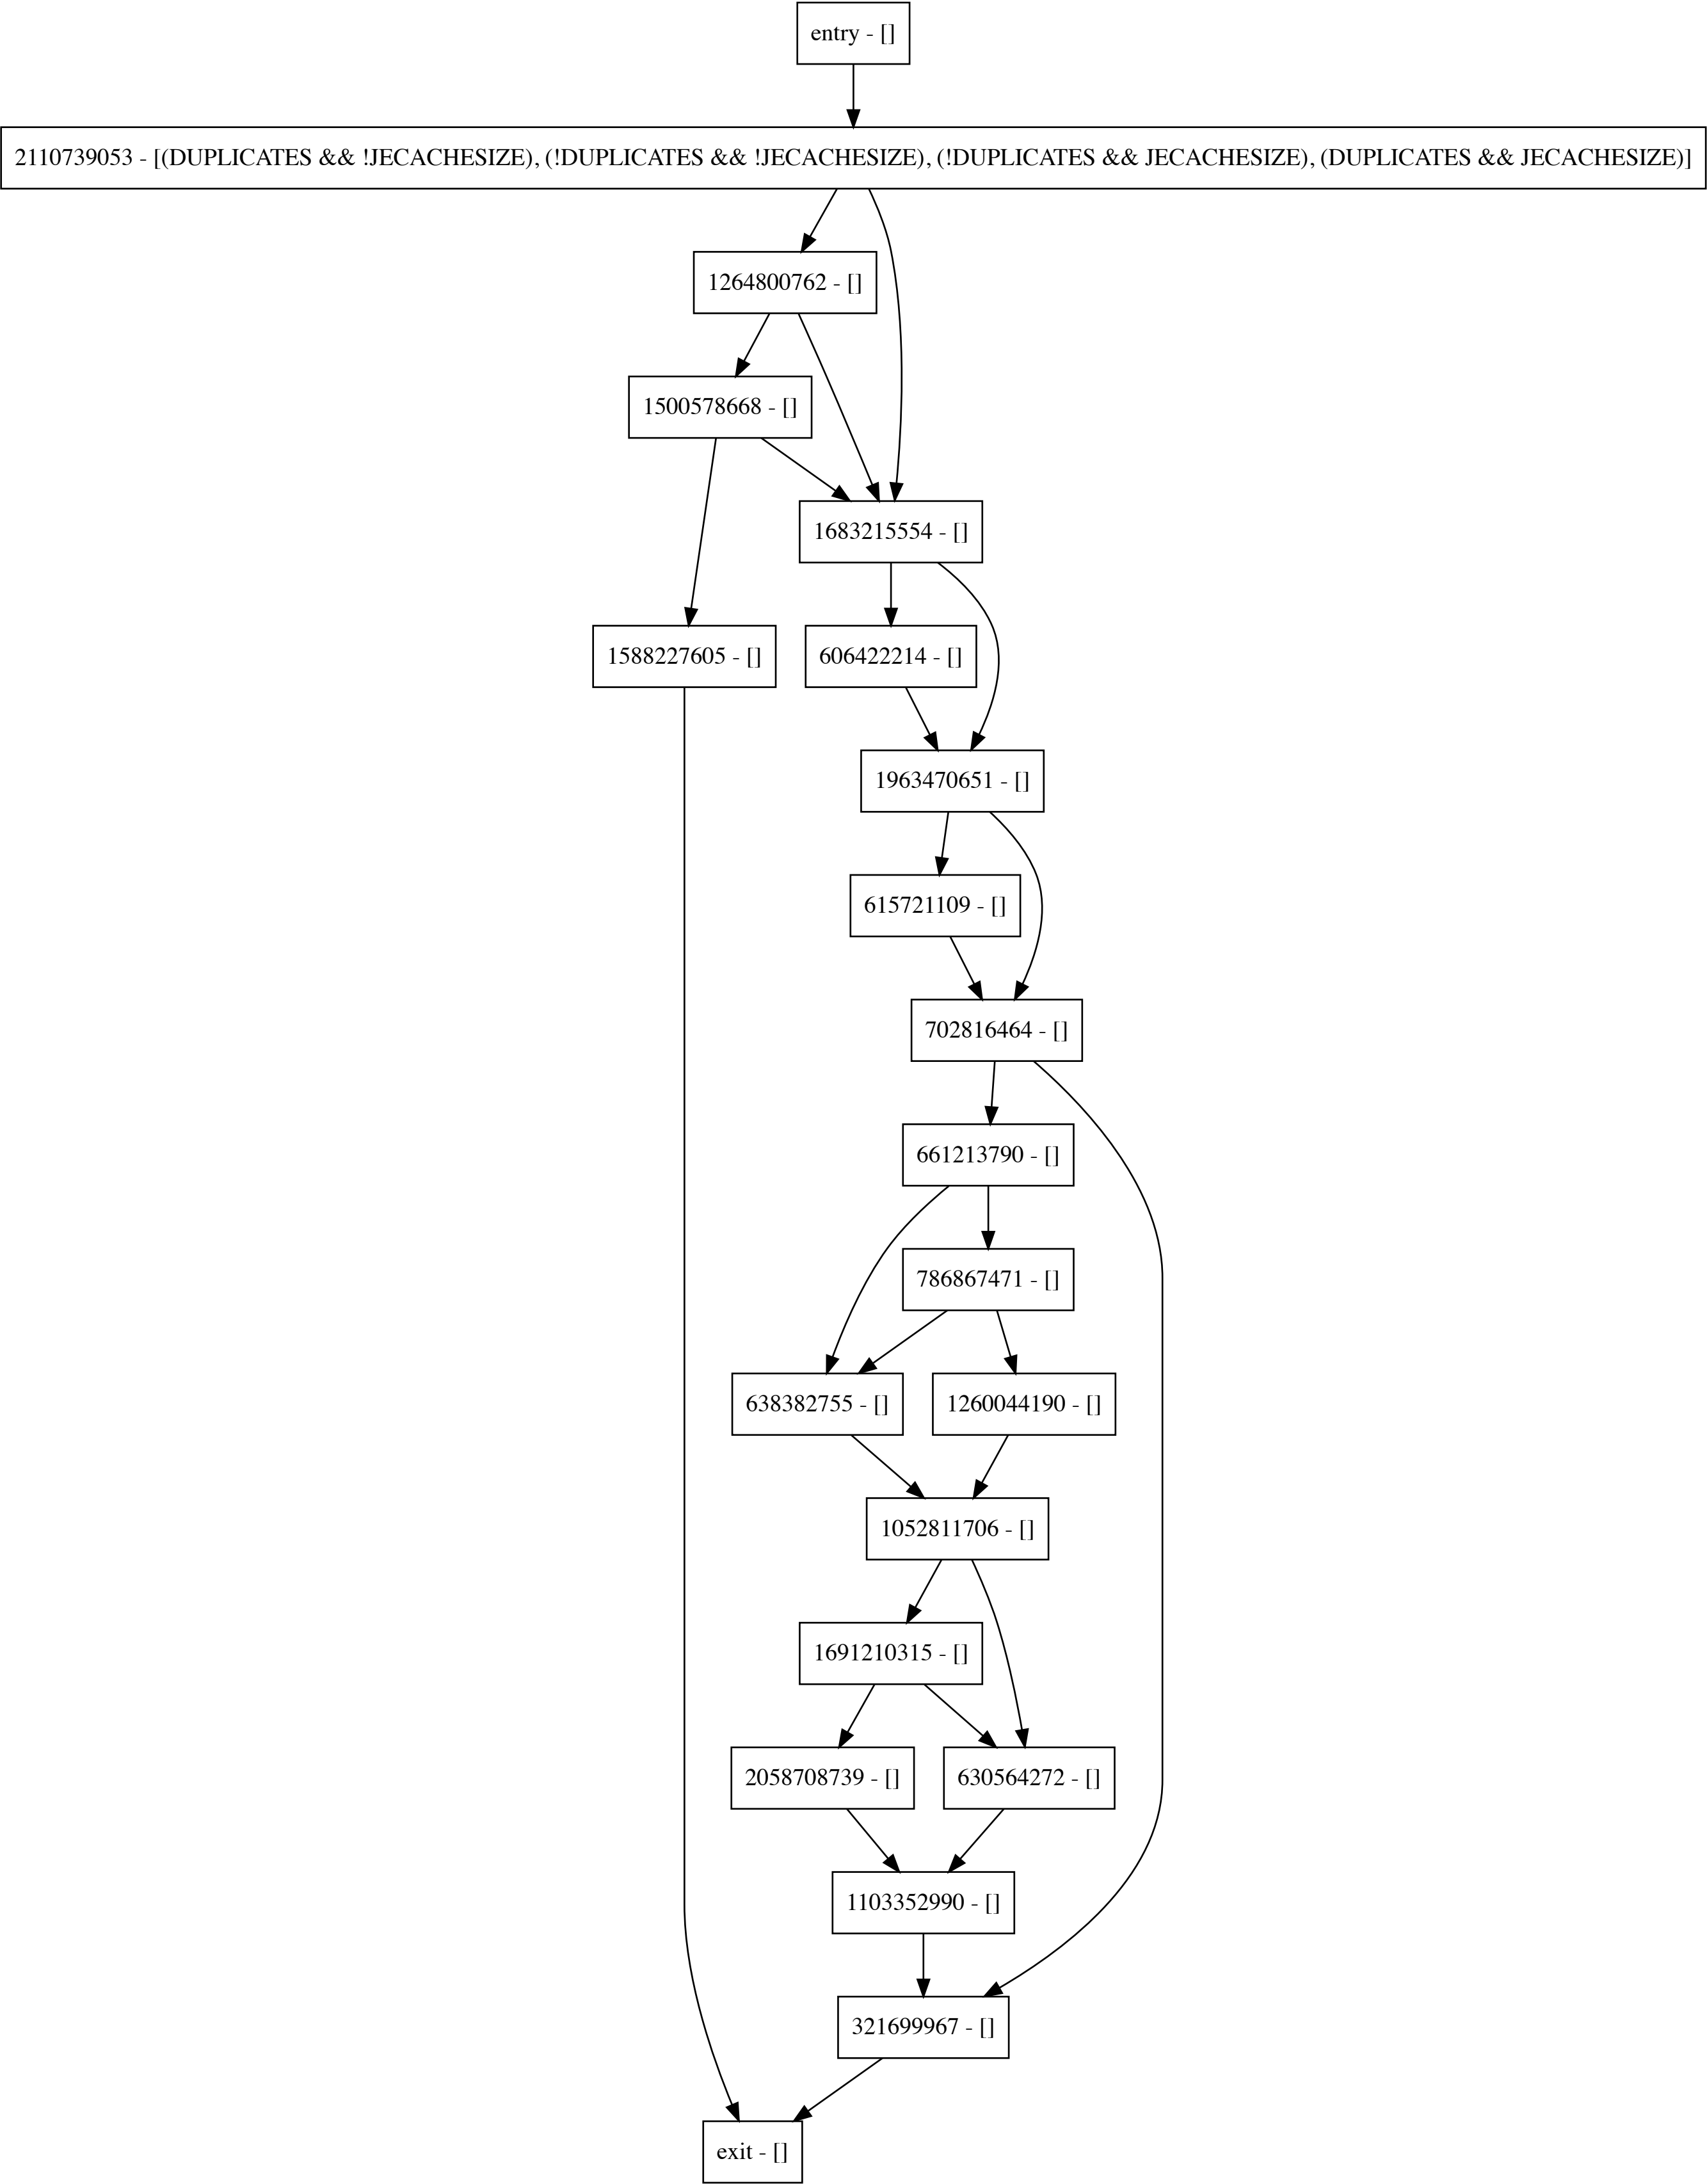 entry - []
2110739053 - [(DUPLICATES && !JECACHESIZE), (!DUPLICATES && !JECACHESIZE), (!DUPLICATES && JECACHESIZE), (DUPLICATES && JECACHESIZE)]
1264800762 - []
1500578668 - []
1683215554 - []
1588227605 - []
606422214 - []
1963470651 - []
615721109 - []
702816464 - []
661213790 - []
786867471 - []
638382755 - []
1260044190 - []
1052811706 - []
1691210315 - []
2058708739 - []
630564272 - []
1103352990 - []
321699967 - []
exit - []